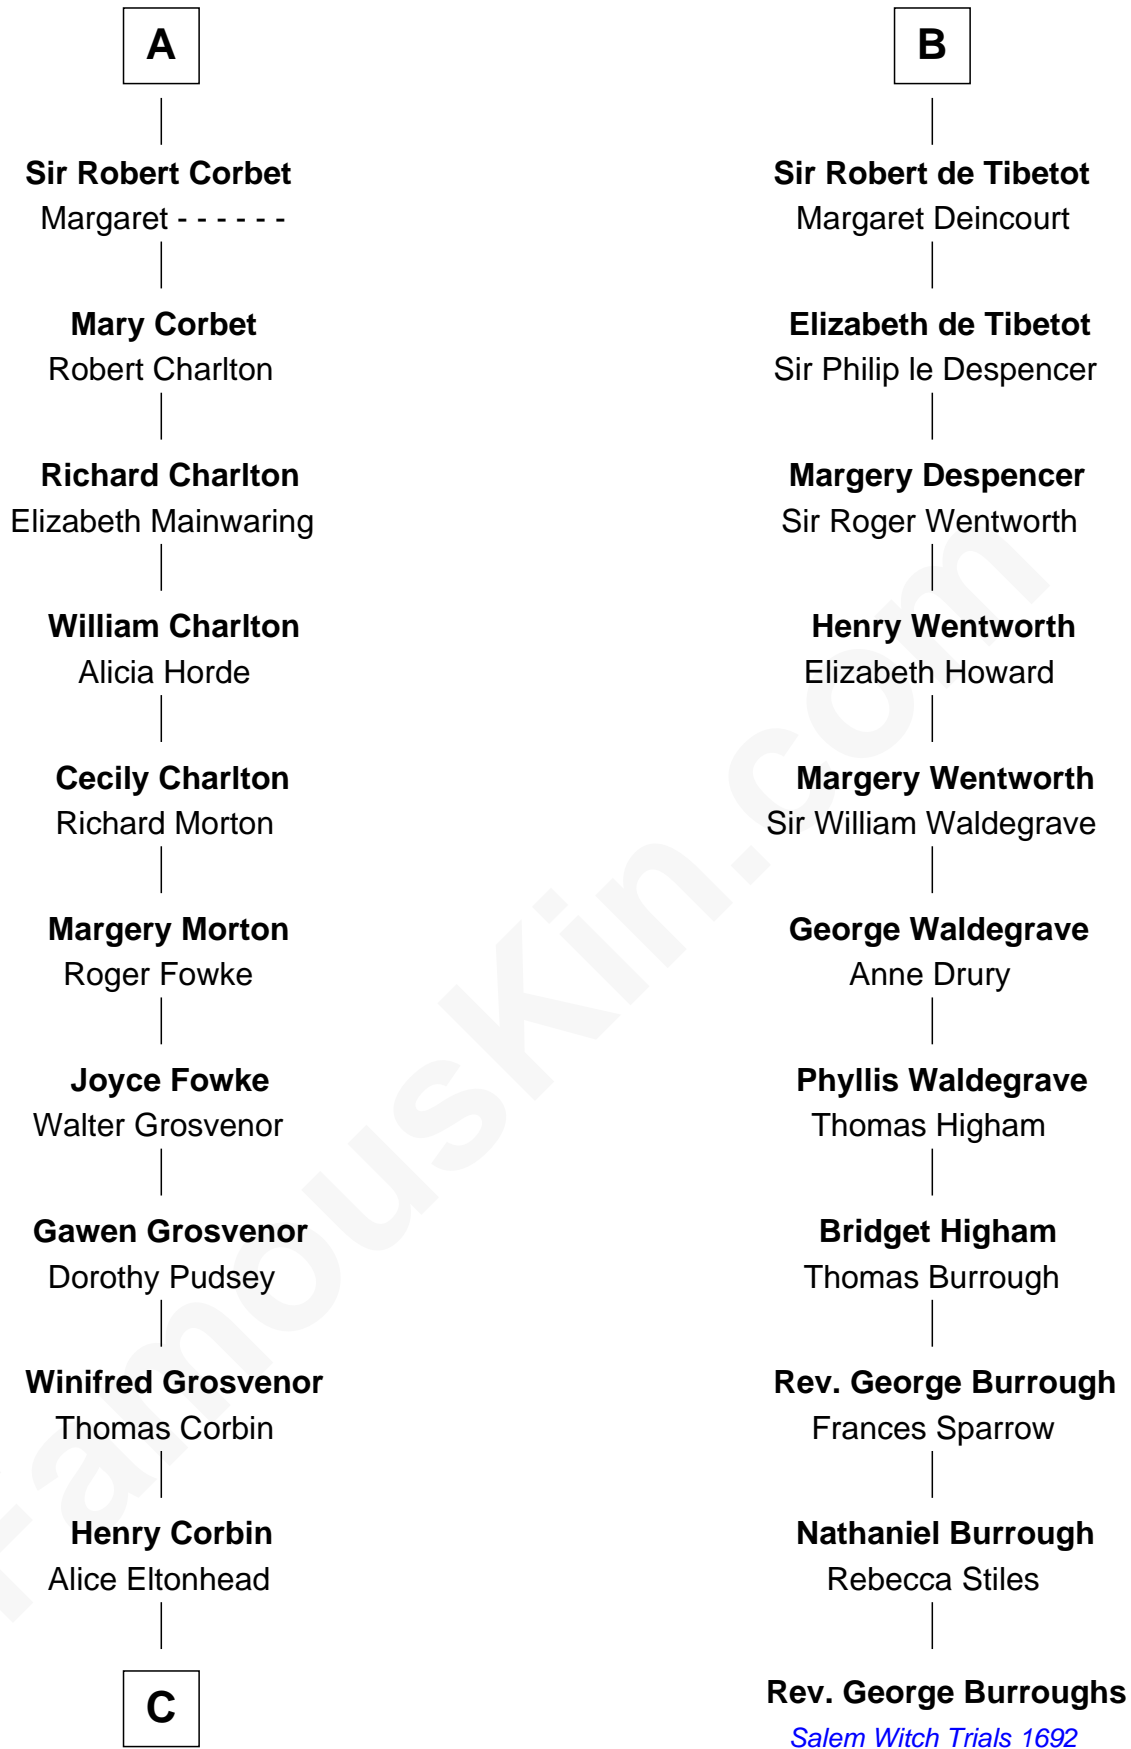 A
Sir Robert Corbet
Margaret - - - - - -
Mary Corbet
Robert Charlton
Richard Charlton
Elizabeth Mainwaring
William Charlton
Alicia Horde
Cecily Charlton
Richard Morton
Margery Morton
Roger Fowke
Joyce Fowke
Walter Grosvenor
Gawen Grosvenor
Dorothy Pudsey
Winifred Grosvenor
Thomas Corbin
Henry Corbin
Alice Eltonhead
C
B
Sir Robert de Tibetot
Margaret Deincourt
Elizabeth de Tibetot
Sir Philip le Despencer
Margery Despencer
Sir Roger Wentworth
Henry Wentworth
Elizabeth Howard
Margery Wentworth
Sir William Waldegrave
George Waldegrave
Anne Drury
Phyllis Waldegrave
Thomas Higham
Bridget Higham
Thomas Burrough
Rev. George Burrough
Frances Sparrow
Nathaniel Burrough
Rebecca Stiles
Rev. George Burroughs
Salem Witch Trials 1692
FamousKin.com